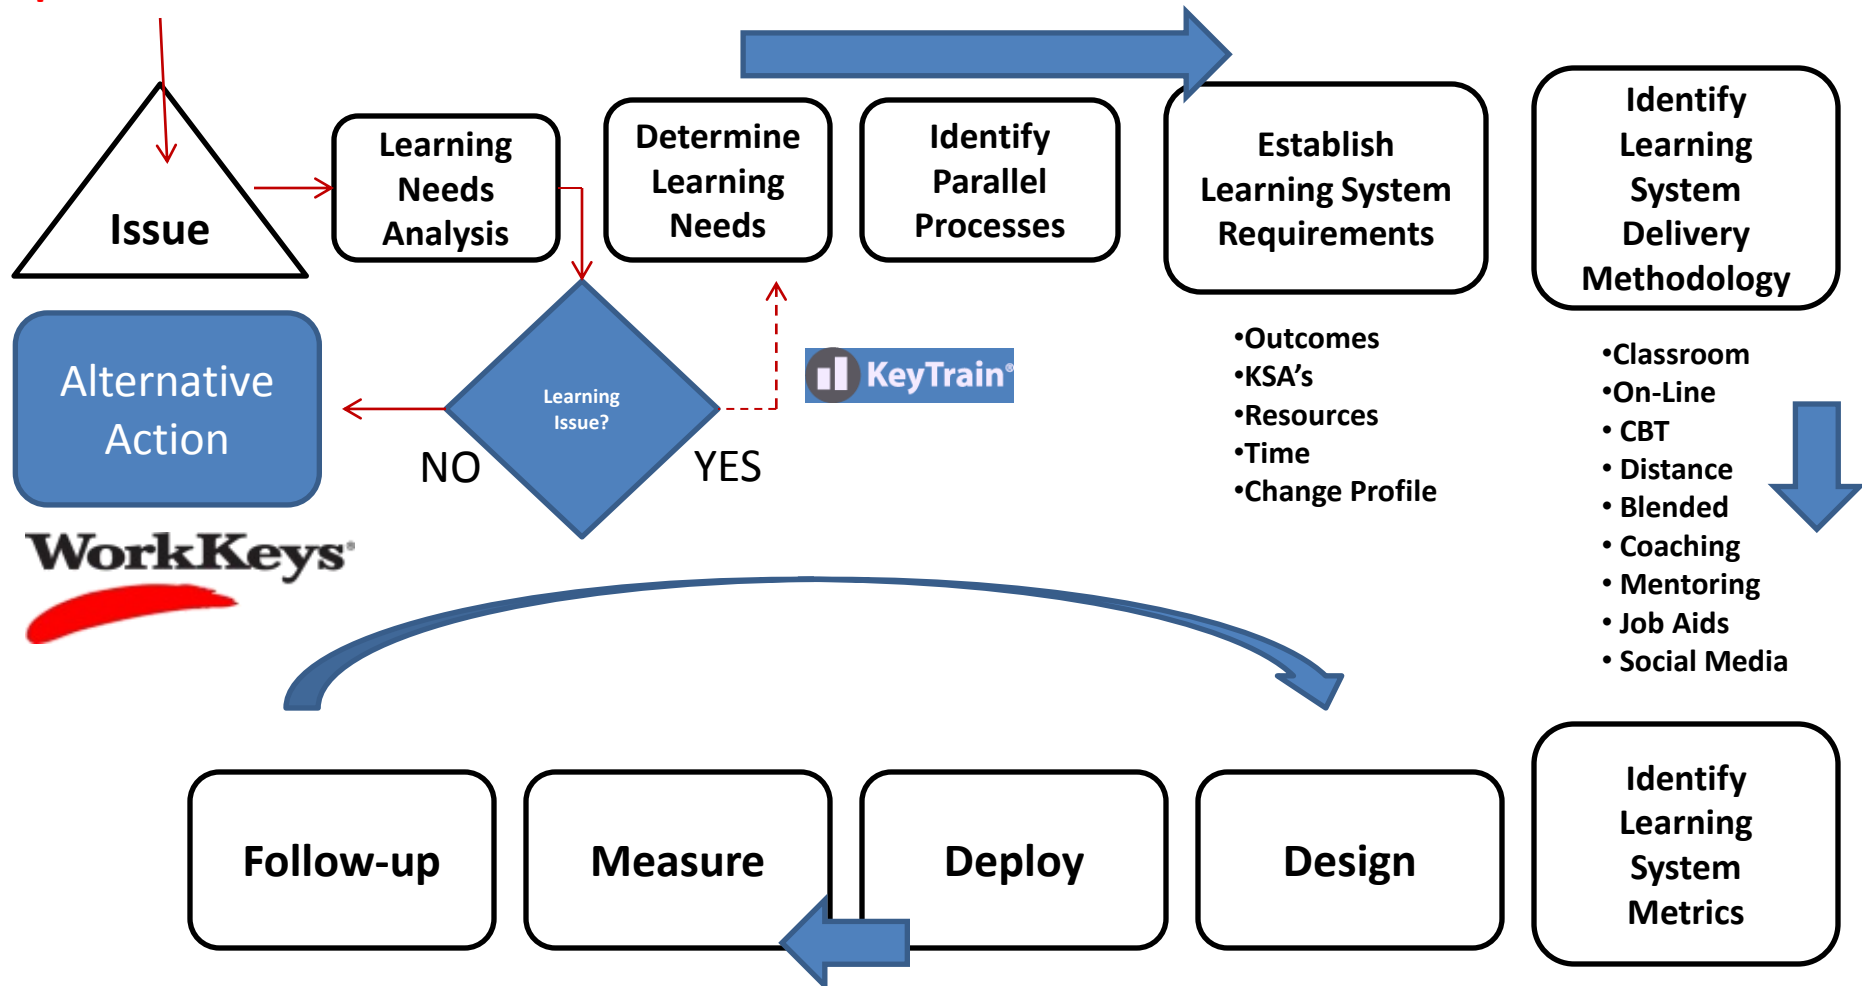 Issue
Learning
Needs
Analysis
Determine
Learning
Needs
Identify
Parallel
Processes
Establish
Learning System
Requirements
Identify
Learning
System
Delivery
Methodology
Alternative
Action
Learning
Issue?
NO
YES
KeyTrain®
•Outcomes
•KSA's
•Resources
•Time
•Change Profile
•Classroom
•On-Line
• CBT
• Distance
• Blended
• Coaching
• Mentoring
• Job Aids
• Social Media
WorkKeys®
Follow-up
Measure
Deploy
Design
Identify
Learning
System
Metrics